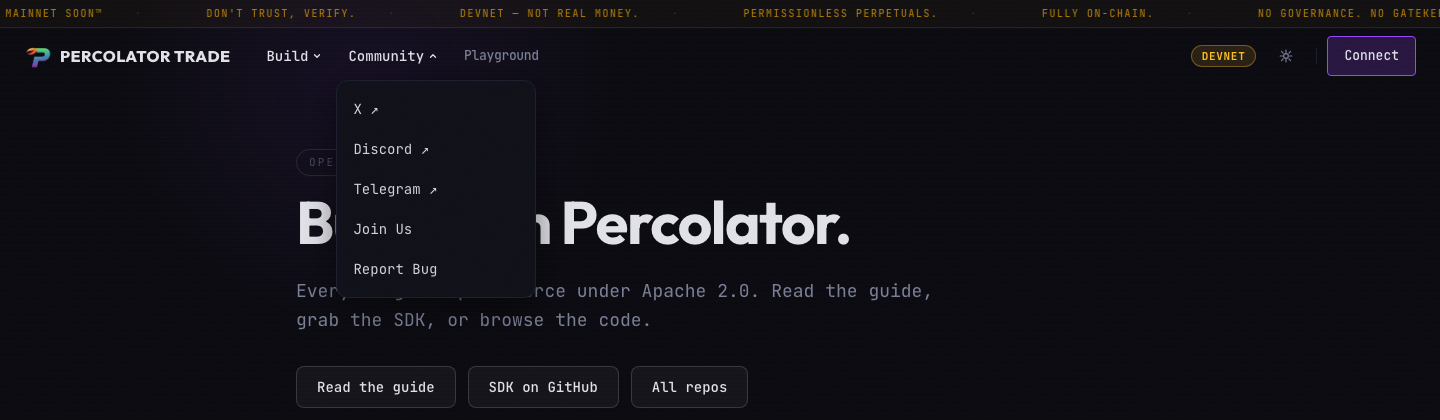 MAINNET SOON™ · DON'T TRUST, VERIFY. · DEVNET — NOT REAL MONEY. · PERMISSIONLESS PERPETUALS. · FULLY ON-CHAIN. · NO GOVERNANCE. NO
PERCOLATOR TRADE Build Community Playground DEVNET Connect
X ↗
Discord ↗
Telegram ↗
Join Us
Report Bug
Percolator.
under Apache 2.0. Read the guide,
grab the SDK, or browse the code.
Read the guide SDK on GitHub All repos